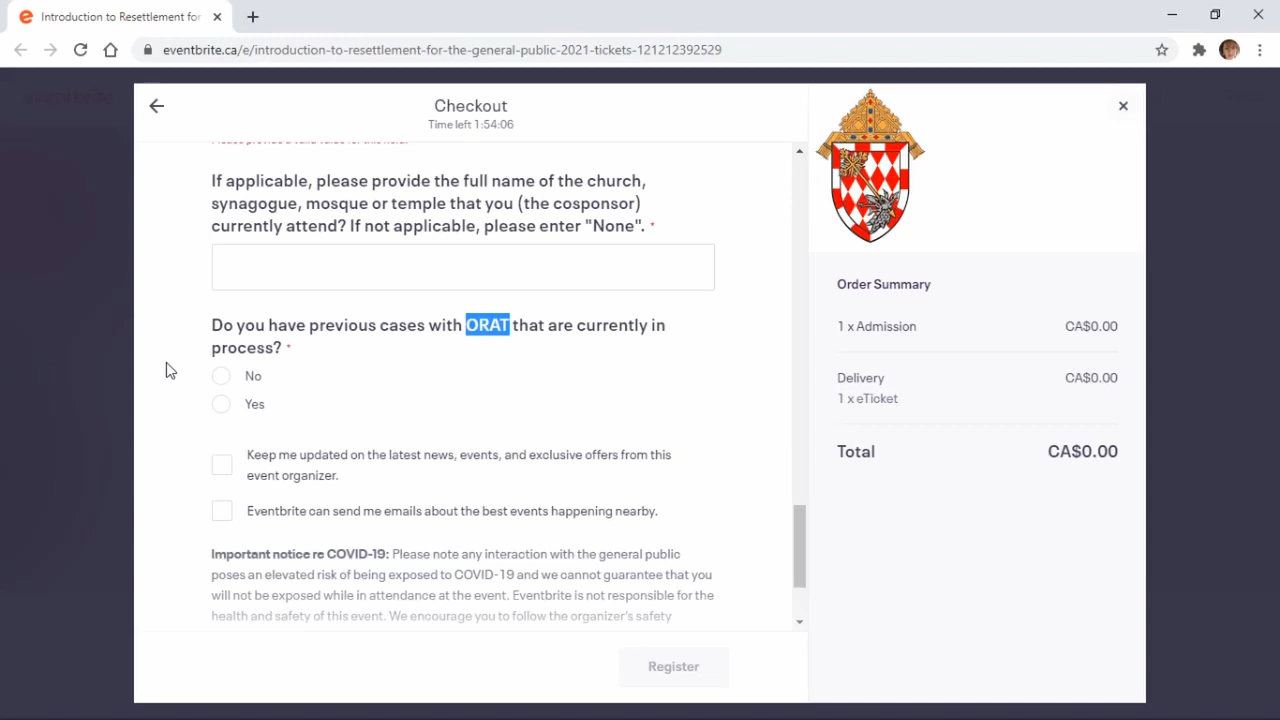 Introduction to Resettlement for
eventbrite.ca/e/introduction-to-resettlement-for-the-general-public-2021-tickets-121212392529
Checkout
Time left 1:54:06
Please provide a valid value for this field.
If applicable, please provide the full name of the church,
synagogue, mosque or temple that you (the cosponsor)
currently attend? If not applicable, please enter "None". *
Do you have previous cases with ORAT that are currently in
process? *
No
Yes
Keep me updated on the latest news, events, and exclusive offers from this
event organizer.
Eventbrite can send me emails about the best events happening nearby.
Important notice re COVID-19: Please note any interaction with the general public
poses an elevated risk of being exposed to COVID-19 and we cannot guarantee that you
will not be exposed while in attendance at the event. Eventbrite is not responsible for the
health and safety of this event. We encourage you to follow the organizer's safety
Register
Order Summary
1 x Admission CA$0.00
Delivery CA$0.00
1 x eTicket
Total CA$0.00